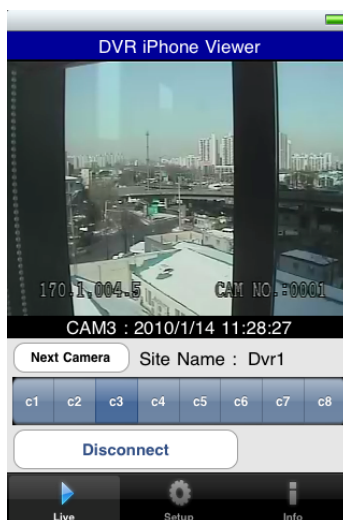 DVR iPhone Viewer
170.1.004.5 CAM NO.:0001
CAM3 : 2010/1/14 11:28:27
Next Camera Site Name : Dvr1
c1 c2 c3 c4 c5 c6 c7 c8
Disconnect
Live Setup Info